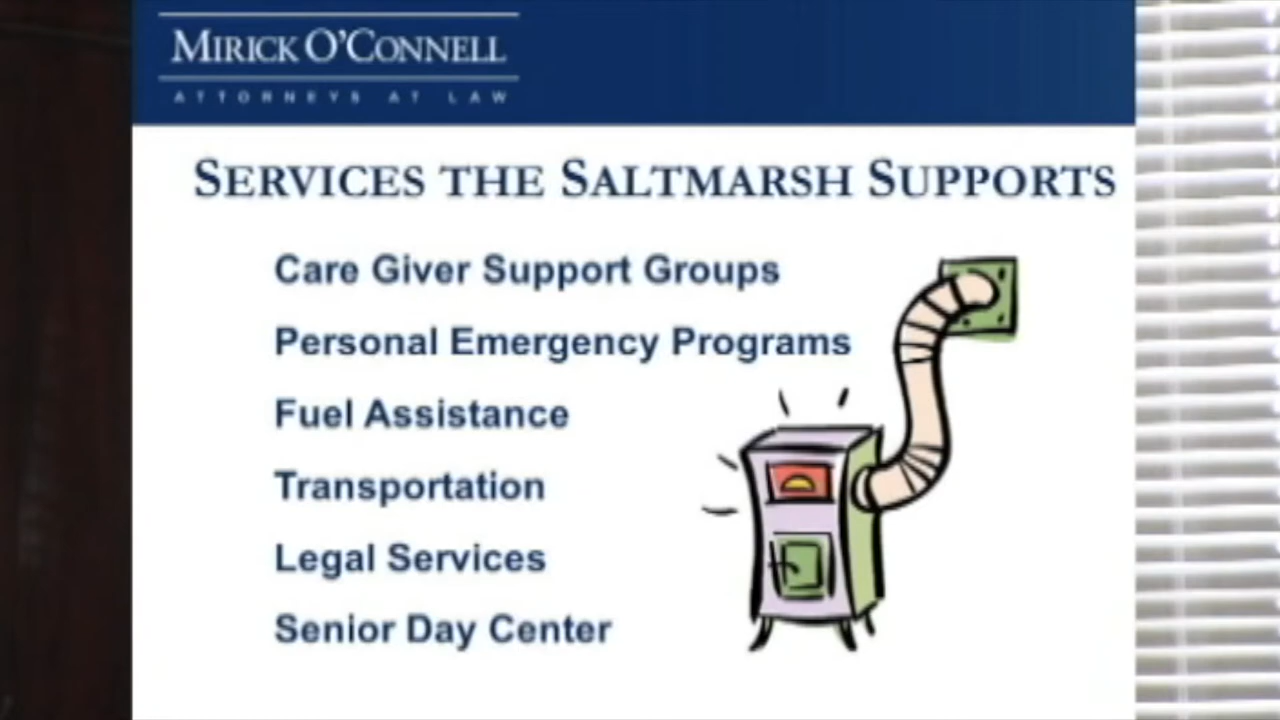 MIRICK O'CONNELL
ATTORNEYS AT LAW
SERVICES THE SALTMARSH SUPPORTS
Care Giver Support Groups
Personal Emergency Programs
Fuel Assistance
Transportation
Legal Services
Senior Day Center